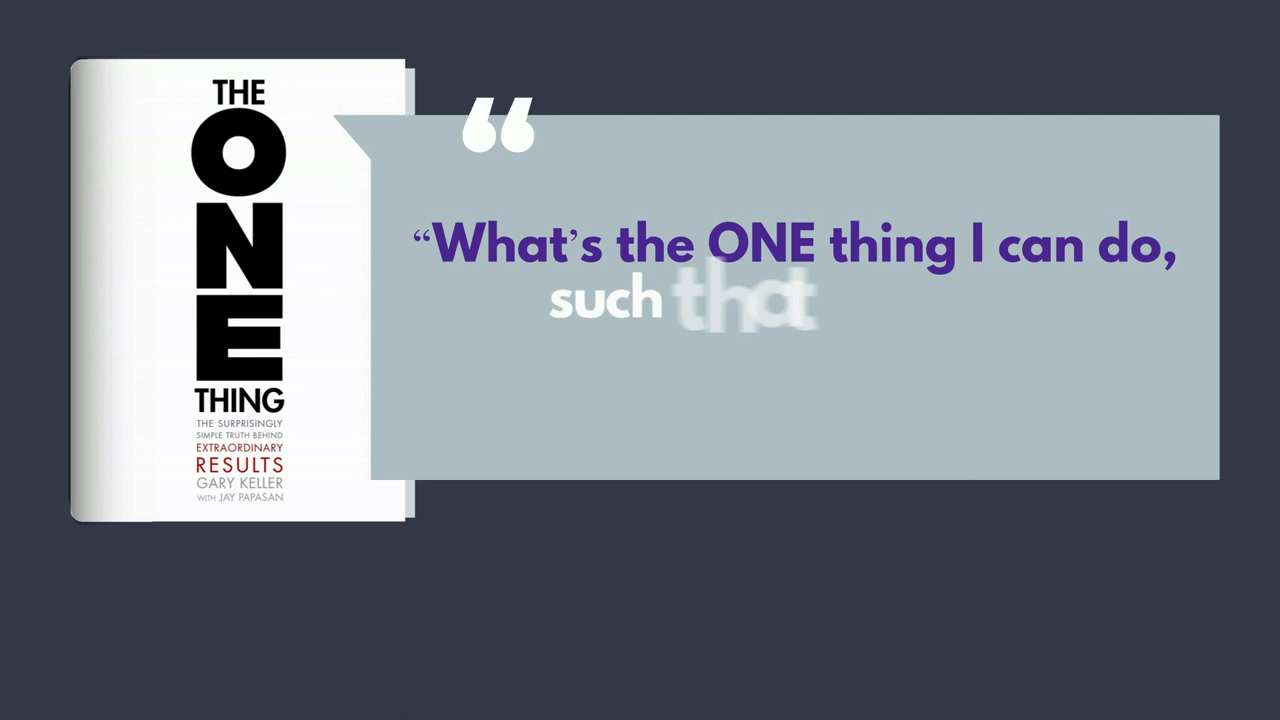 THE
ONE
THING
THE SURPRISINGLY
SIMPLE TRUTH BEHIND
EXTRAORDINARY
RESULTS
GARY KELLER
WITH JAY PAPASAN
“
“What’s the ONE thing I can do,
such that